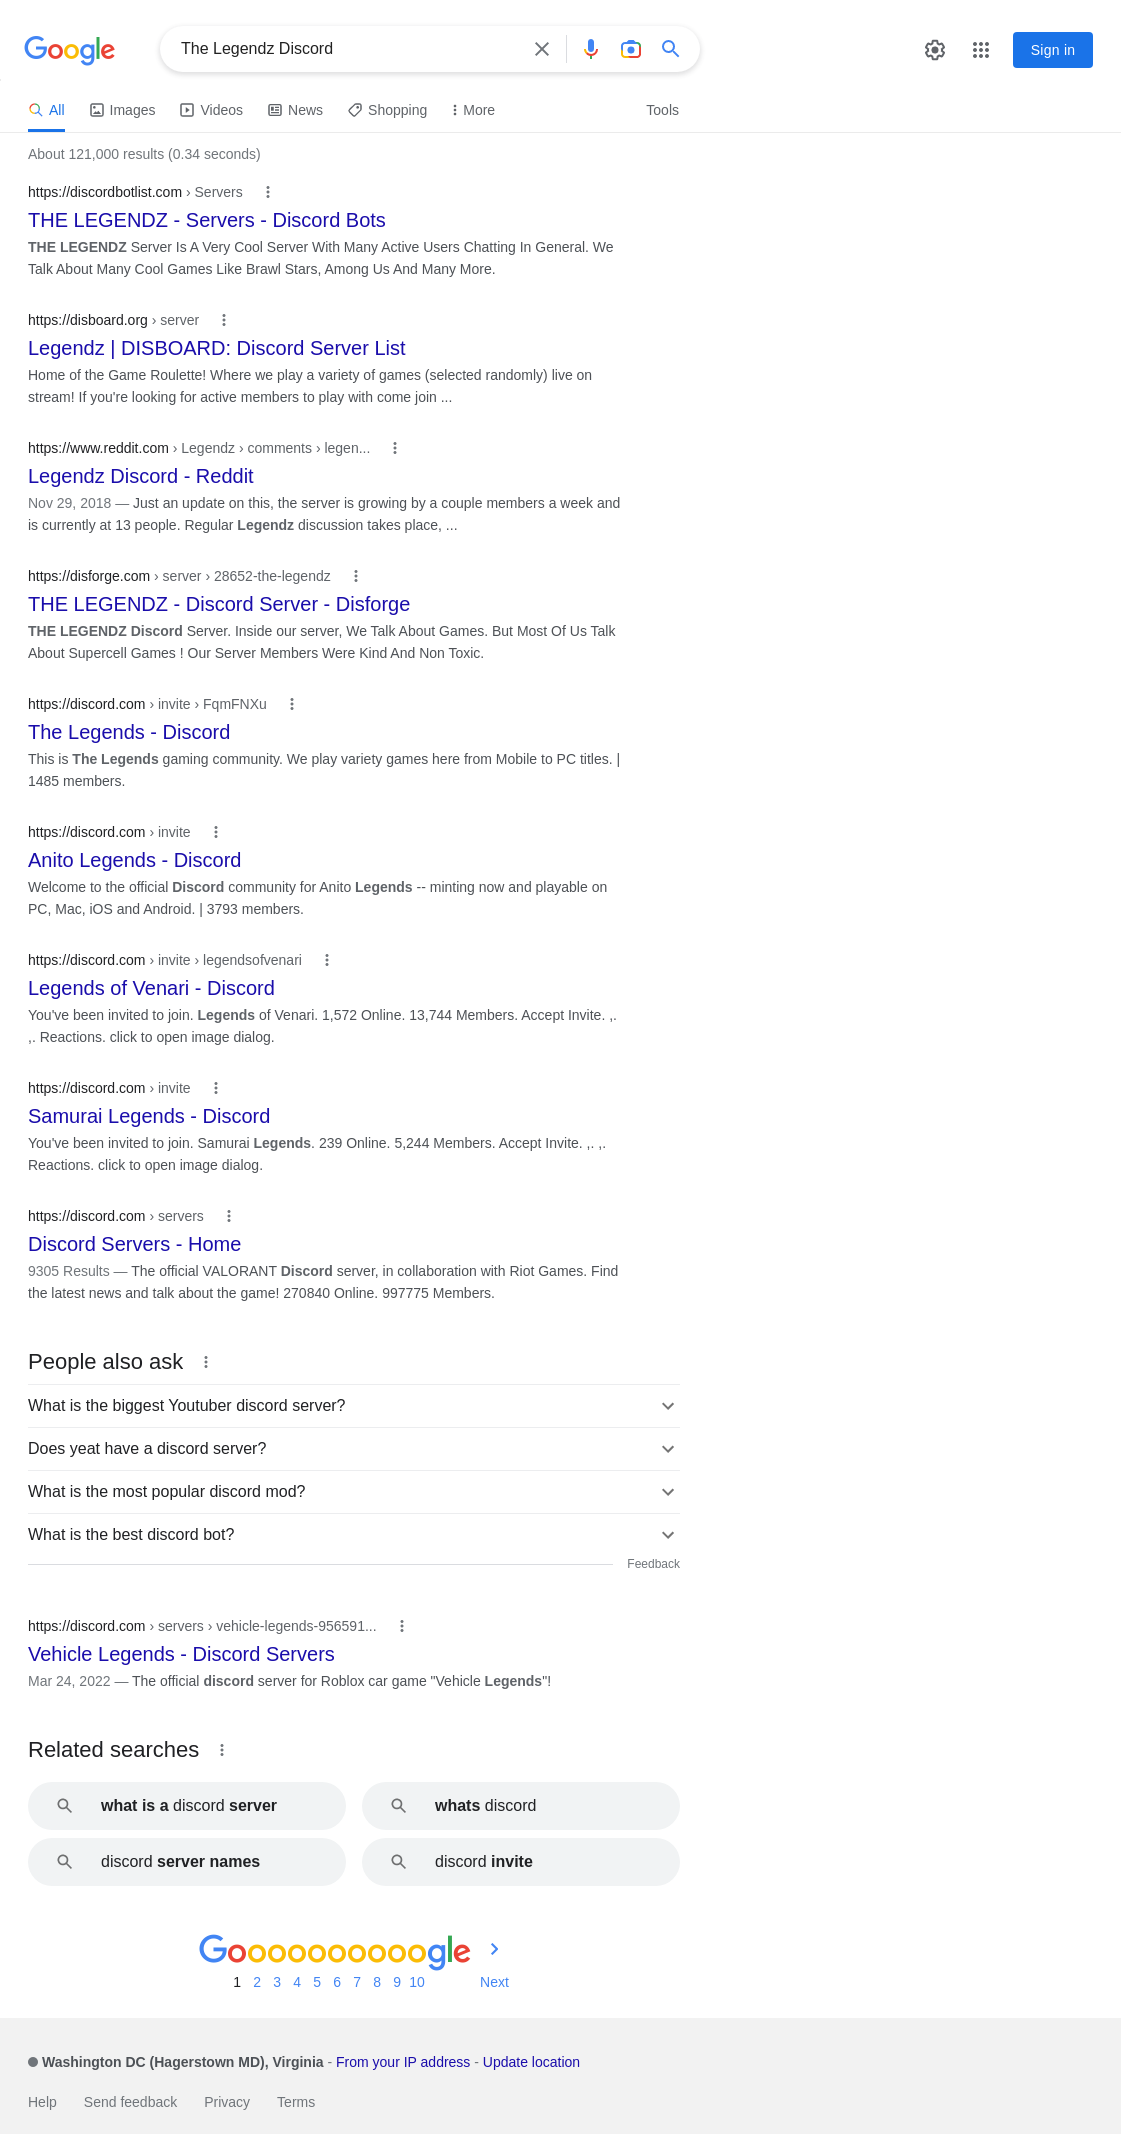 Google
The Legendz Discord
Sign in
All Images Videos News Shopping More Tools
About 121,000 results (0.34 seconds)
https://discordbotlist.com › Servers
THE LEGENDZ - Servers - Discord Bots
THE LEGENDZ Server Is A Very Cool Server With Many Active Users Chatting In General. We
Talk About Many Cool Games Like Brawl Stars, Among Us And Many More.
https://disboard.org › server
Legendz | DISBOARD: Discord Server List
Home of the Game Roulette! Where we play a variety of games (selected randomly) live on
stream! If you're looking for active members to play with come join ...
https://www.reddit.com › Legendz › comments › legen...
Legendz Discord - Reddit
Nov 29, 2018 — Just an update on this, the server is growing by a couple members a week and
is currently at 13 people. Regular Legendz discussion takes place, ...
https://disforge.com › server › 28652-the-legendz
THE LEGENDZ - Discord Server - Disforge
THE LEGENDZ Discord Server. Inside our server, We Talk About Games. But Most Of Us Talk
About Supercell Games ! Our Server Members Were Kind And Non Toxic.
https://discord.com › invite › FqmFNXu
The Legends - Discord
This is The Legends gaming community. We play variety games here from Mobile to PC titles. |
1485 members.
https://discord.com › invite
Anito Legends - Discord
Welcome to the official Discord community for Anito Legends -- minting now and playable on
PC, Mac, iOS and Android. | 3793 members.
https://discord.com › invite › legendsofvenari
Legends of Venari - Discord
You've been invited to join. Legends of Venari. 1,572 Online. 13,744 Members. Accept Invite. ,.
,. Reactions. click to open image dialog.
https://discord.com › invite
Samurai Legends - Discord
You've been invited to join. Samurai Legends. 239 Online. 5,244 Members. Accept Invite. ,. ,.
Reactions. click to open image dialog.
https://discord.com › servers
Discord Servers - Home
9305 Results — The official VALORANT Discord server, in collaboration with Riot Games. Find
the latest news and talk about the game! 270840 Online. 997775 Members.
People also ask
What is the biggest Youtuber discord server?
Does yeat have a discord server?
What is the most popular discord mod?
What is the best discord bot?
Feedback
https://discord.com › servers › vehicle-legends-956591...
Vehicle Legends - Discord Servers
Mar 24, 2022 — The official discord server for Roblox car game "Vehicle Legends"!
Related searches
what is a discord server
whats discord
discord server names
discord invite
Goooooooooogle
1 2 3 4 5 6 7 8 9 10 Next
Washington DC (Hagerstown MD), Virginia - From your IP address - Update location
Help Send feedback Privacy Terms